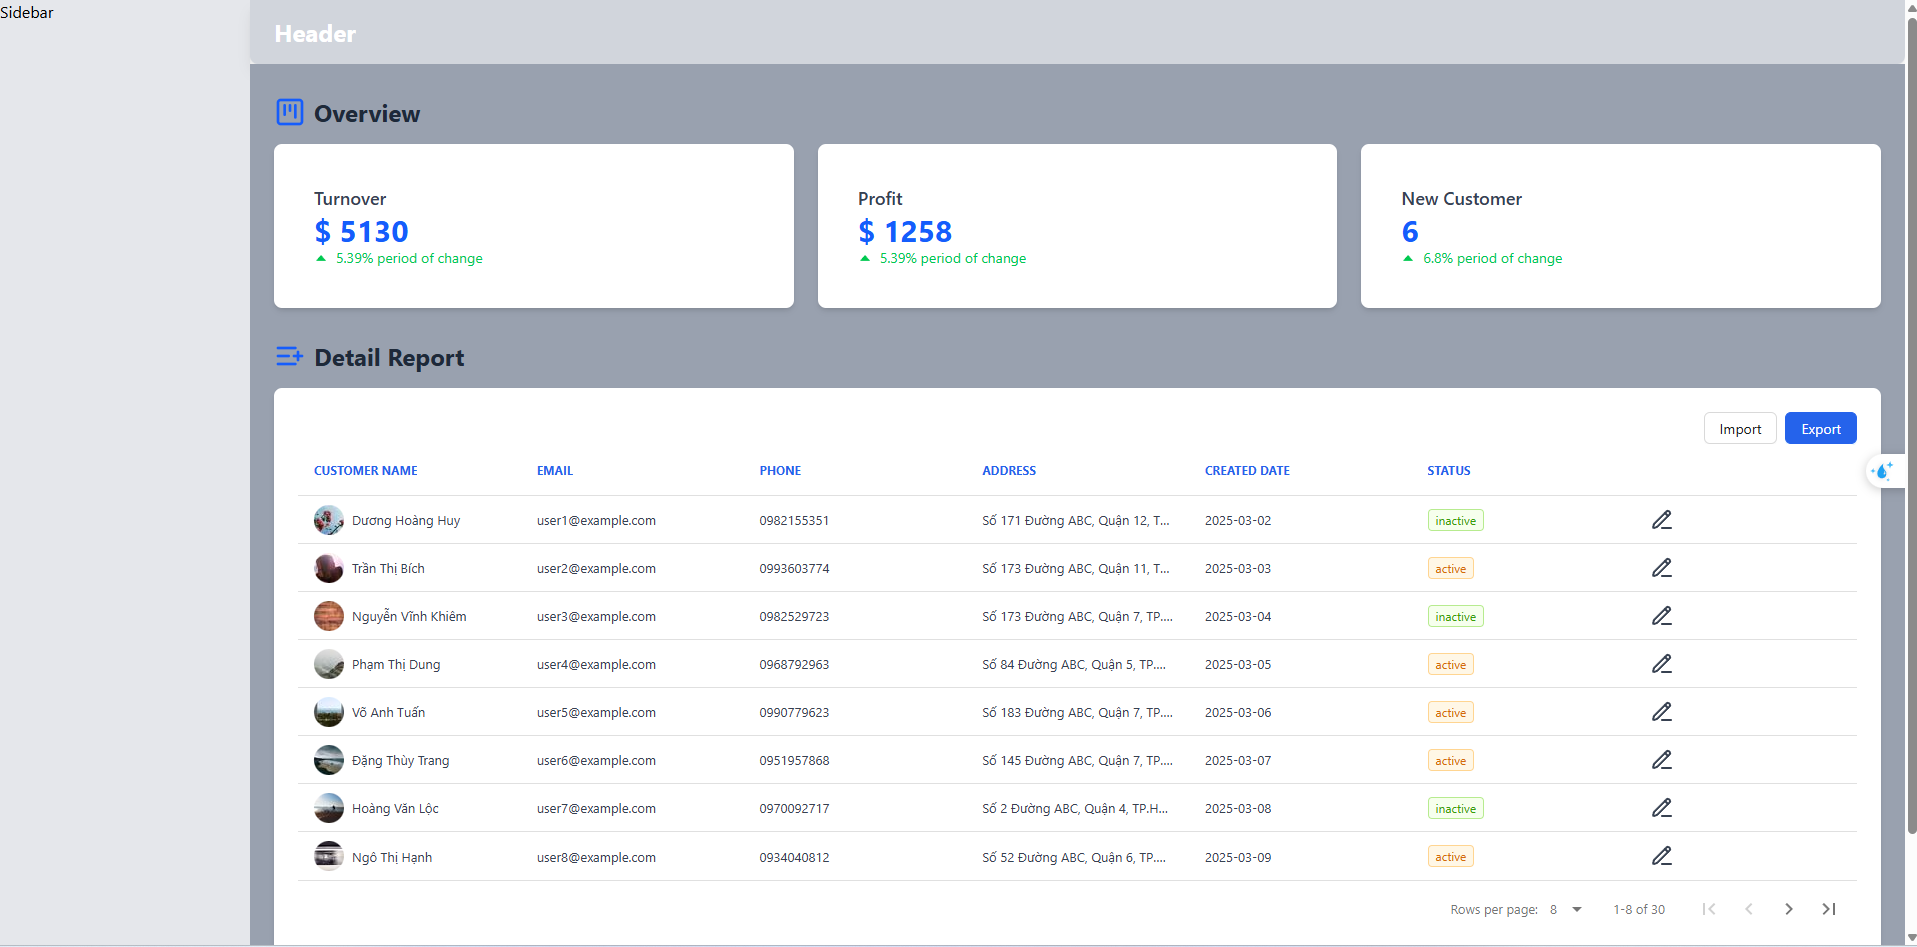 Sidebar
Header
Overview
Turnover
$ 5130
5.39% period of change
Profit
$ 1258
5.39% period of change
New Customer
6
6.8% period of change
Detail Report
Import Export
CUSTOMER NAME EMAIL PHONE ADDRESS CREATED DATE STATUS
Dương Hoàng Huy user1@example.com 0982155351 Số 171 Đường ABC, Quận 12, T... 2025-03-02 inactive
Trần Thị Bích user2@example.com 0993603774 Số 173 Đường ABC, Quận 11, T... 2025-03-03 active
Nguyễn Vĩnh Khiêm user3@example.com 0982529723 Số 173 Đường ABC, Quận 7, TP.... 2025-03-04 inactive
Phạm Thị Dung user4@example.com 0968792963 Số 84 Đường ABC, Quận 5, TP.... 2025-03-05 active
Võ Anh Tuấn user5@example.com 0990779623 Số 183 Đường ABC, Quận 7, TP.... 2025-03-06 active
Đặng Thùy Trang user6@example.com 0951957868 Số 145 Đường ABC, Quận 7, TP.... 2025-03-07 active
Hoàng Văn Lộc user7@example.com 0970092717 Số 2 Đường ABC, Quận 4, TP.H... 2025-03-08 inactive
Ngô Thị Hạnh user8@example.com 0934040812 Số 52 Đường ABC, Quận 6, TP.... 2025-03-09 active
Rows per page: 8 1-8 of 30